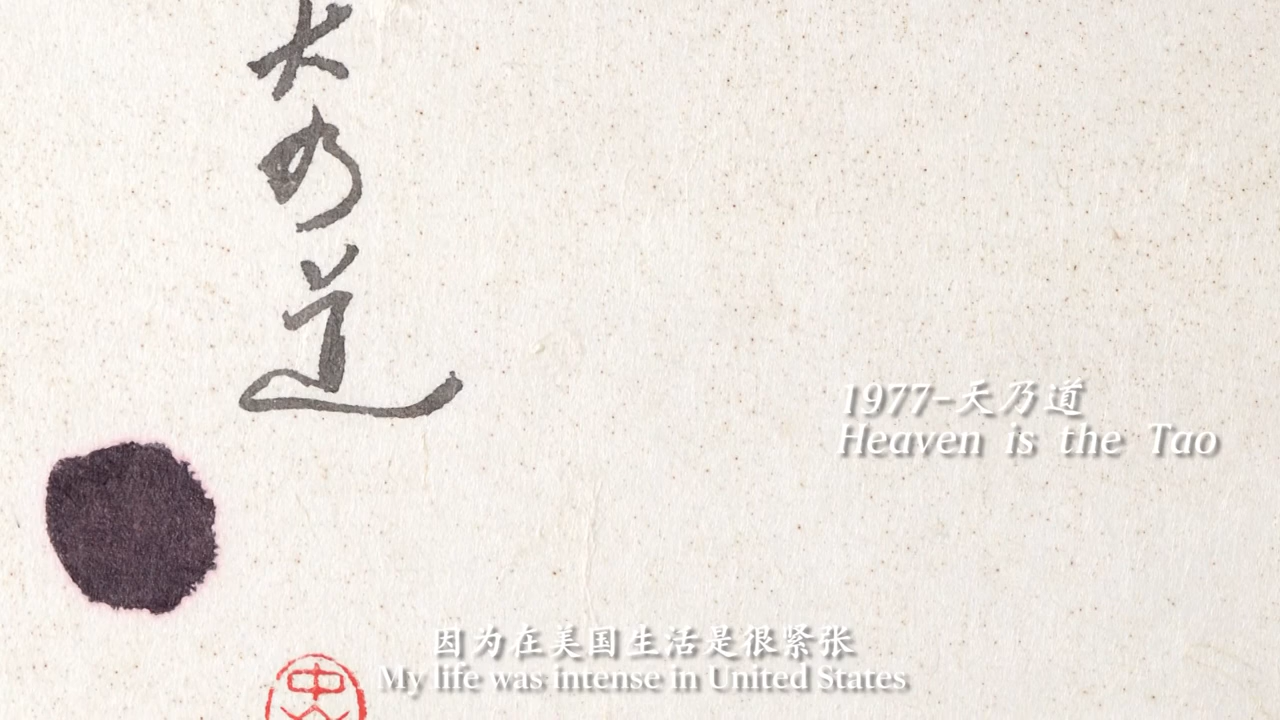 天
乃
道
1977-天乃道
Heaven is the Tao
因为在美国生活是很紧张
My life was intense in United States
中